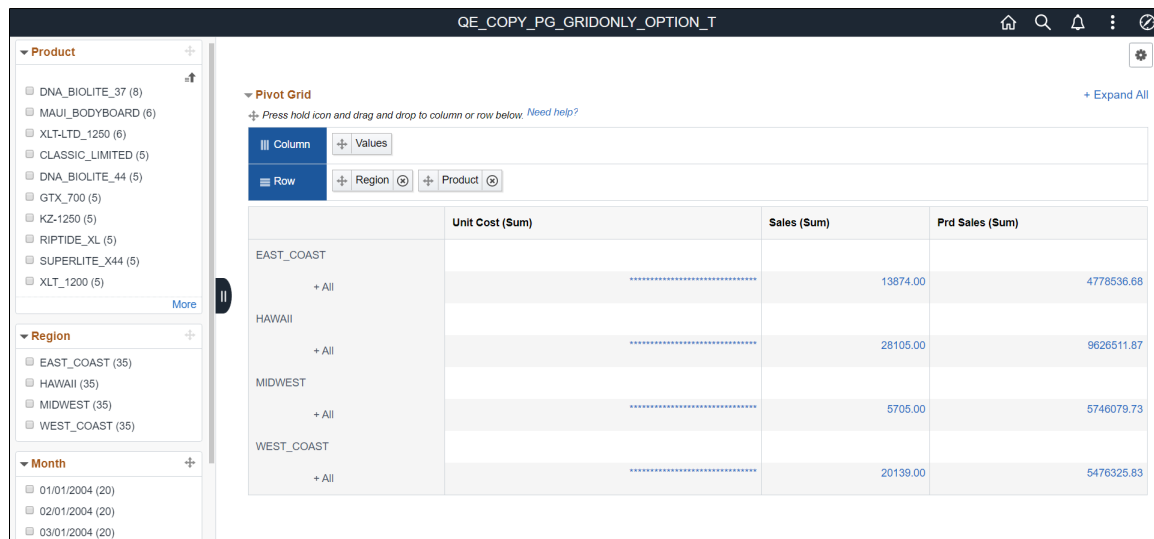 QE_COPY_PG_GRIDONLY_OPTION_T
Product
DNA_BIOLITE_37 (8)
MAUI_BODYBOARD (6)
XLT-LTD_1250 (6)
CLASSIC_LIMITED (5)
DNA_BIOLITE_44 (5)
GTX_700 (5)
KZ-1250 (5)
RIPTIDE_XL (5)
SUPERLITE_X44 (5)
XLT_1200 (5)
More
Region
EAST_COAST (35)
HAWAII (35)
MIDWEST (35)
WEST_COAST (35)
Month
01/01/2004 (20)
02/01/2004 (20)
03/01/2004 (20)
Pivot Grid
+ Expand All
Press hold icon and drag and drop to column or row below. Need help?
Column Values
Row Region Product
Unit Cost (Sum) Sales (Sum) Prd Sales (Sum)
EAST_COAST
+ All ****************************** 13874.00 4778536.68
HAWAII
+ All ****************************** 28105.00 9626511.87
MIDWEST
+ All ****************************** 5705.00 5746079.73
WEST_COAST
+ All ****************************** 20139.00 5476325.83